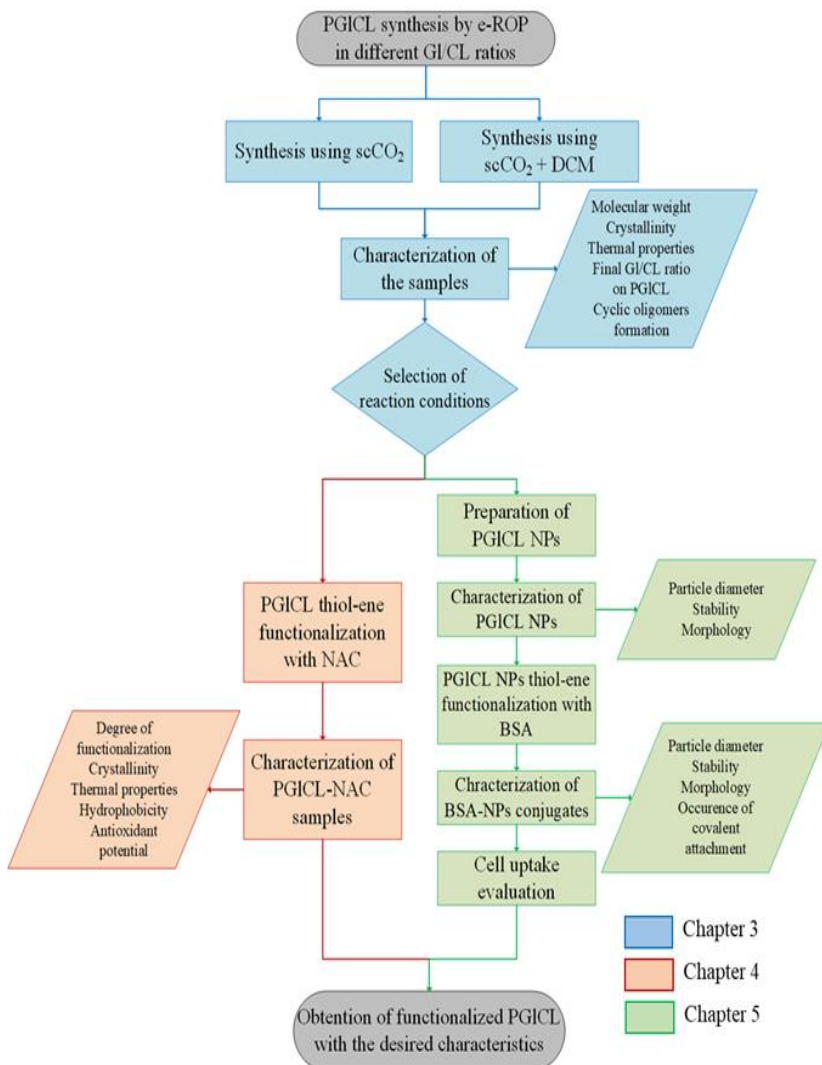 PGlCL synthesis by e-ROP
in different Gl/CL ratios
Synthesis using scCO₂
Synthesis using
scCO₂ + DCM
Characterization of
the samples
Molecular weight
Crystallinity
Thermal properties
Final Gl/CL ratio
on PGlCL
Cyclic oligomers
formation
Selection of
reaction conditions
PGlCL thiol-ene
functionalization
with NAC
Characterization of
PGlCL-NAC
samples
Degree of
functionalization
Crystallinity
Thermal properties
Hydrophobicity
Antioxidant
potential
Preparation of
PGlCL NPs
Characterization of
PGlCL NPs
Particle diameter
Stability
Morphology
PGlCL NPs thiol-ene
functionalization with
BSA
Chracterization of
BSA-NPs conjugates
Particle diameter
Stability
Morphology
Occurence of
covalent
attachment
Cell uptake
evaluation
Obtention of functionalized PGlCL
with the desired characteristics
Chapter 3
Chapter 4
Chapter 5